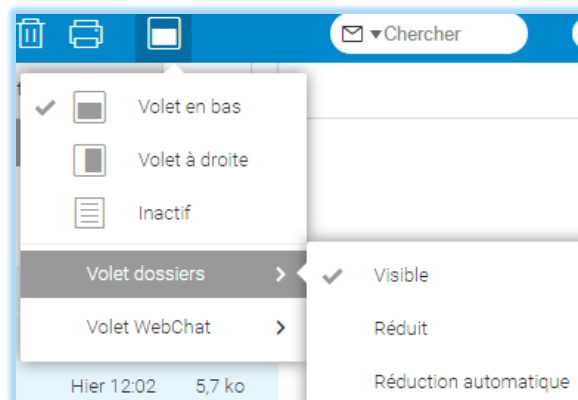 Chercher
Volet en bas
Volet à droite
Inactif
Volet dossiers
Visible
Volet WebChat
Réduit
Réduction automatique
Hier 12:02 5,7 ko